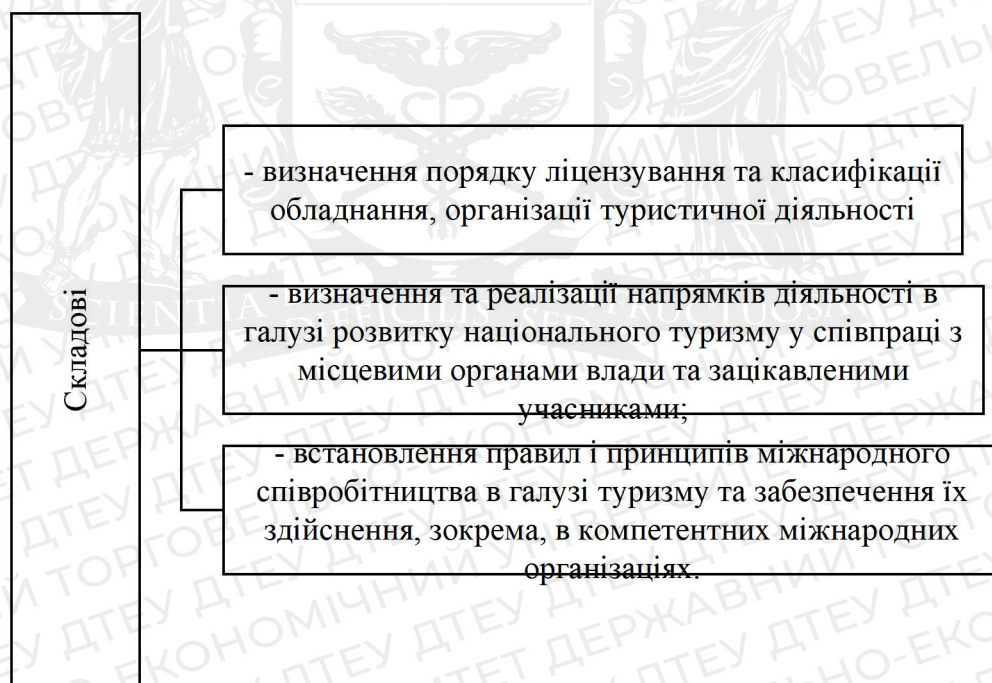 Складові
- визначення порядку ліцензування та класифікації
обладнання, організації туристичної діяльності
- визначення та реалізації напрямків діяльності в
галузі розвитку національного туризму у співпраці з
місцевими органами влади та зацікавленими
учасниками;
- встановлення правил і принципів міжнародного
співробітництва в галузі туризму та забезпечення їх
здійснення, зокрема, в компетентних міжнародних
організаціях.